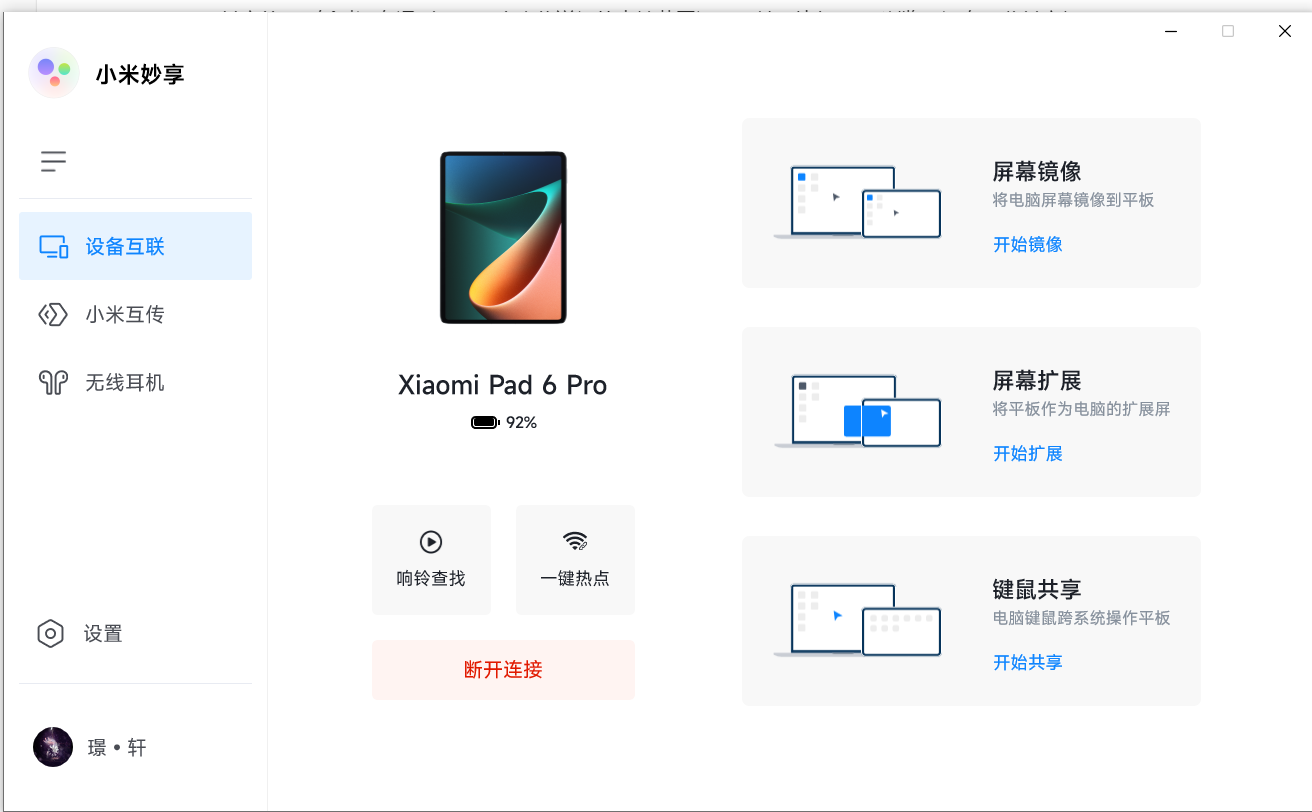 小米妙享
设备互联
小米互传
无线耳机
设置
璟•轩
Xiaomi Pad 6 Pro
92%
响铃查找
一键热点
断开连接
屏幕镜像
将电脑屏幕镜像到平板
开始镜像
屏幕扩展
将平板作为电脑的扩展屏
开始扩展
键鼠共享
电脑键鼠跨系统操作平板
开始共享